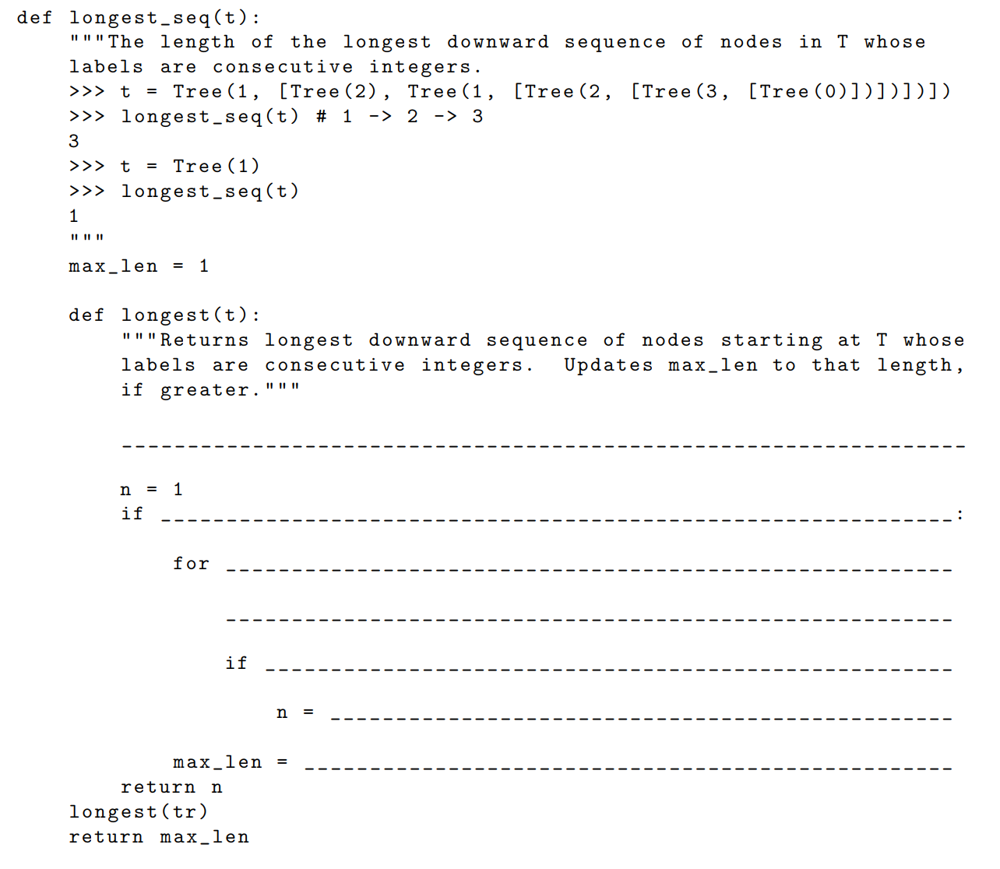 def longest_seq(t):
    """The length of the longest downward sequence of nodes in T whose
    labels are consecutive integers.
    >>> t = Tree(1, [Tree(2), Tree(1, [Tree(2, [Tree(3, [Tree(0)])])])])
    >>> longest_seq(t) # 1 -> 2 -> 3
    3
    >>> t = Tree(1)
    >>> longest_seq(t)
    1
    """
    max_len = 1

    def longest(t):
        """Returns longest downward sequence of nodes starting at T whose
        labels are consecutive integers.  Updates max_len to that length,
        if greater."""

        _________________________________________________________________

        n = 1
        if _____________________________________________________________:

            for ________________________________________________________

                ________________________________________________________

                if _____________________________________________________

                    n = ________________________________________________

            max_len = __________________________________________________
        return n
    longest(tr)
    return max_len